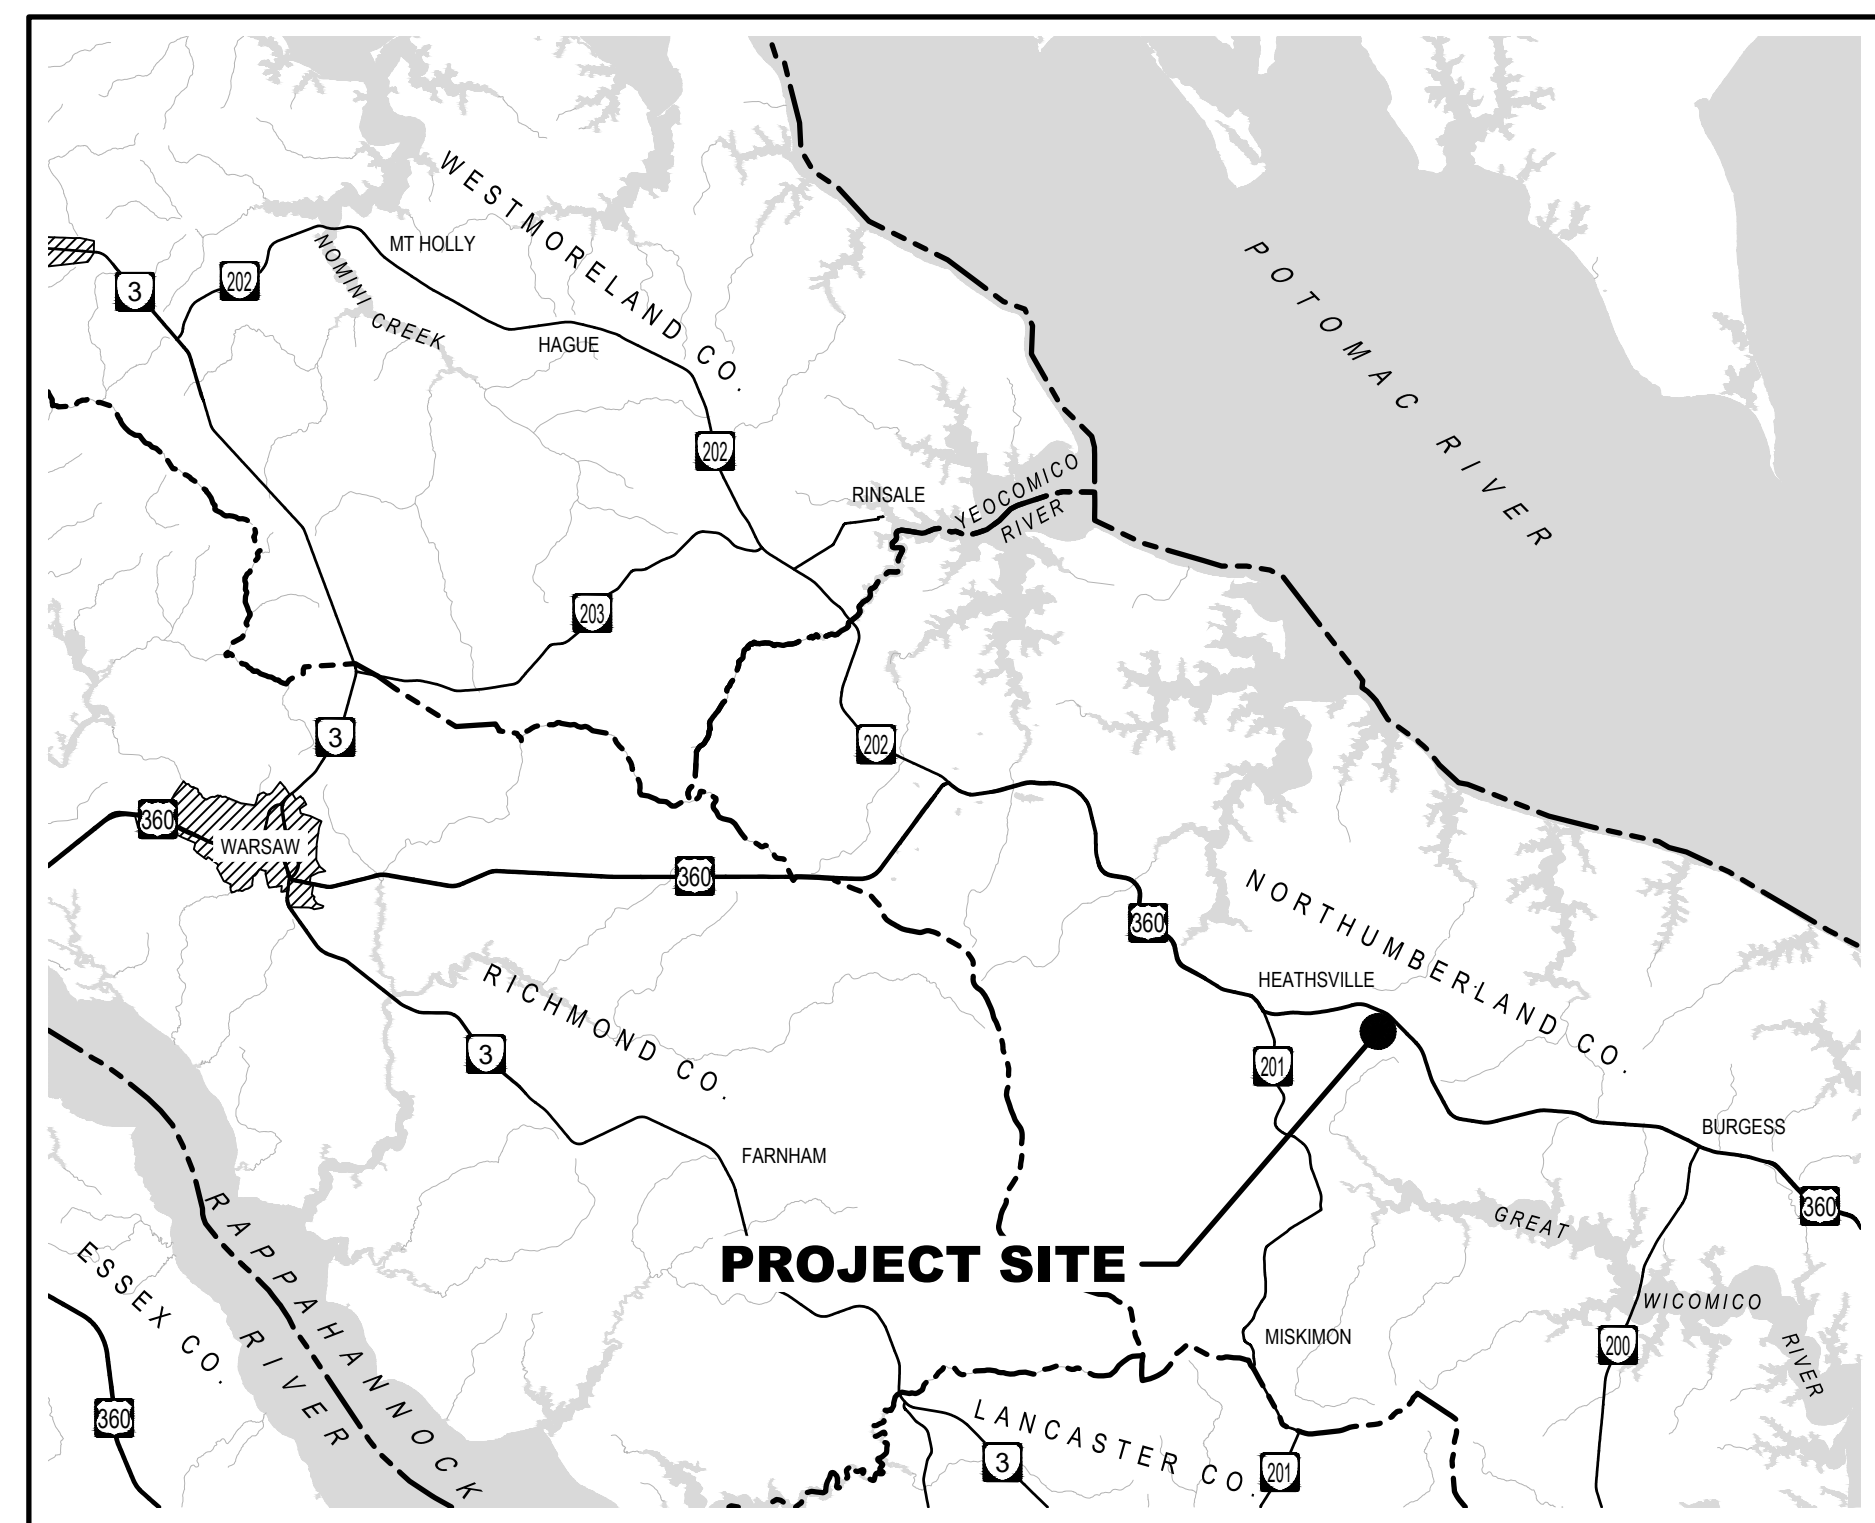 WESTMORELAND CO.
MT HOLLY
NOMINI
CREEK
3
202
HAGUE
POTOMAC RIVER
202
RINSALE
YEOCOMICO
RIVER
203
3
202
360
WARSAW
360
360
NORTHUMBERLAND CO.
HEATHSVILLE
RICHMOND CO.
3
201
BURGESS
FARNHAM
360
GREAT
WICOMICO
RIVER
RAPPAHANNOCK
RIVER
ESSEX CO.
PROJECT SITE
MISKIMON
200
360
LANCASTER CO.
3
201